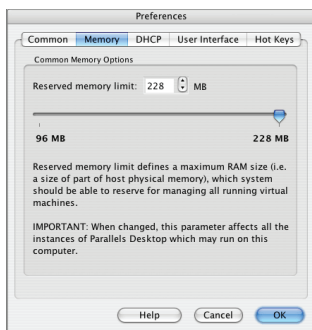 Preferences
Common Memory DHCP User Interface Hot Keys
Common Memory Options
Reserved memory limit: 228 MB
96 MB 228 MB
Reserved memory limit defines a maximum RAM size (i.e.
a size of part of host physical memory), which system
should be able to reserve for managing all running virtual
machines.
IMPORTANT: When changed, this parameter affects all the
instances of Parallels Desktop which may run on this
computer.
Help Cancel OK